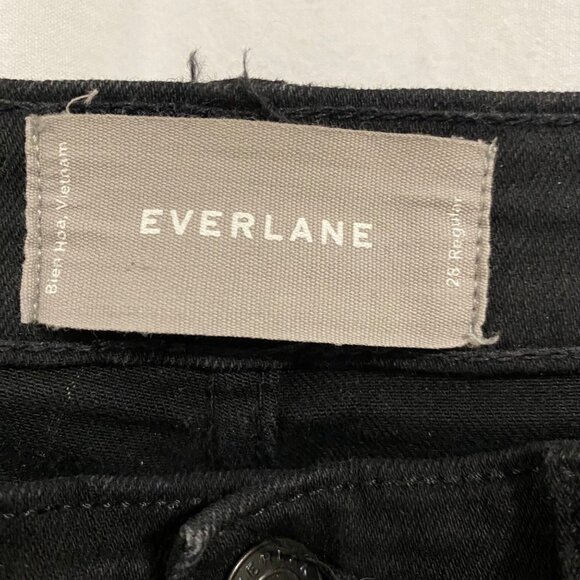 Bien Hoa, Vietnam
EVERLANE
28 Regular